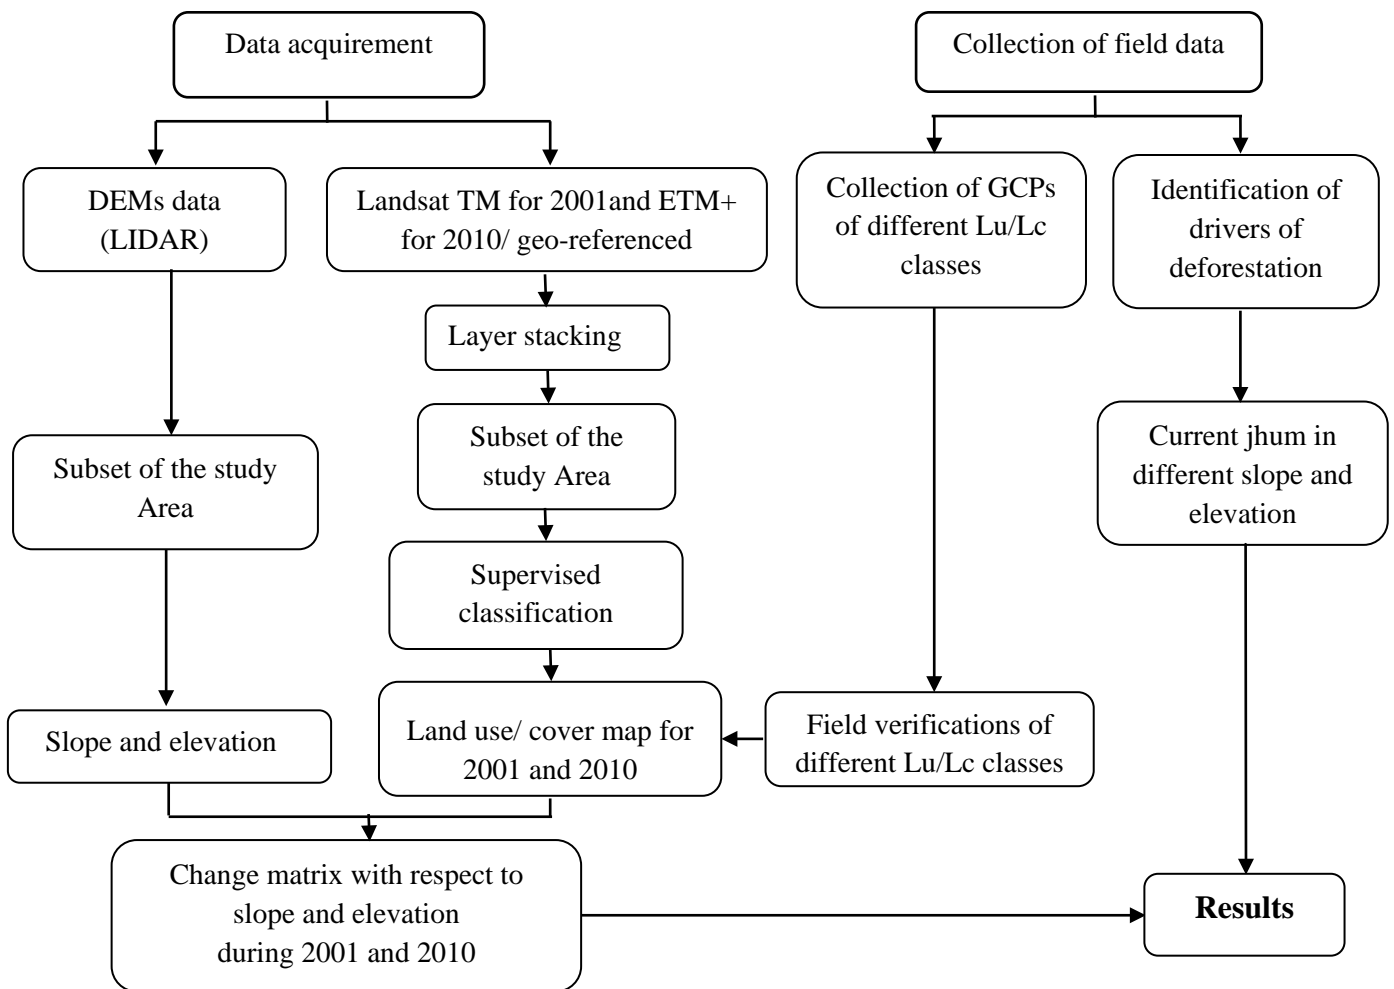 Data acquirement
Collection of field data
DEMs data
(LIDAR)
Landsat TM for 2001and ETM+
for 2010/ geo-referenced
Collection of GCPs
of different Lu/Lc
classes
Identification of
drivers of
deforestation
Layer stacking
Subset of the study
Area
Subset of the
study Area
Current jhum in
different slope and
elevation
Supervised
classification
Slope and elevation
Land use/ cover map for
2001 and 2010
Field verifications of
different Lu/Lc classes
Change matrix with respect to
slope and elevation
during 2001 and 2010
Results